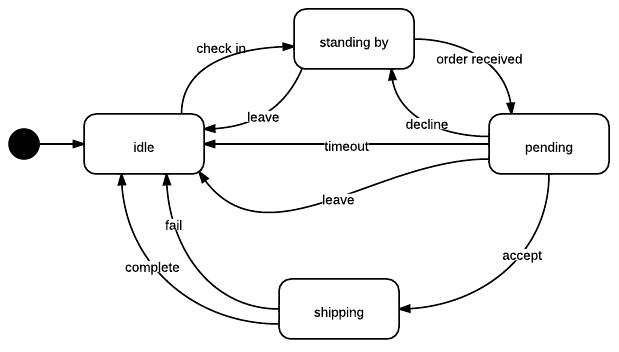 standing by
check in
order received
leave
decline
idle
timeout
pending
leave
fail
accept
complete
shipping